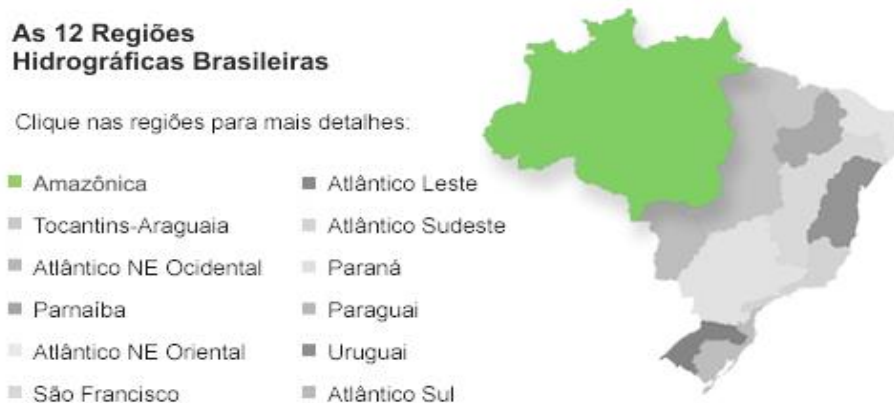 As 12 Regiões
Hidrográficas Brasileiras
Clique nas regiões para mais detalhes:
Amazônica
Tocantins-Araguaia
Atlântico NE Ocidental
Parnaíba
Atlântico NE Oriental
São Francisco
Atlântico Leste
Atlântico Sudeste
Paraná
Paraguai
Uruguai
Atlântico Sul